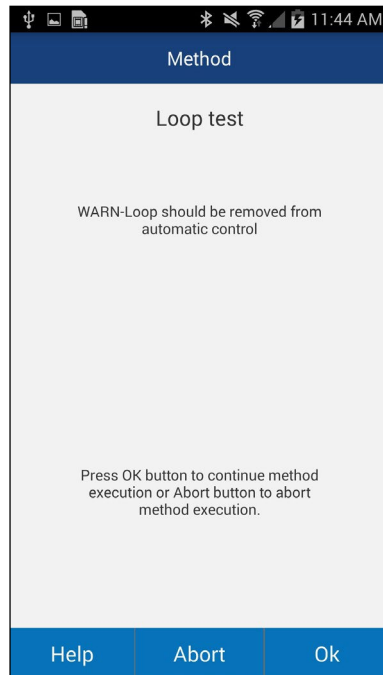 11:44 AM
Method
Loop test
WARN-Loop should be removed from
automatic control
Press OK button to continue method
execution or Abort button to abort
method execution.
Help Abort Ok